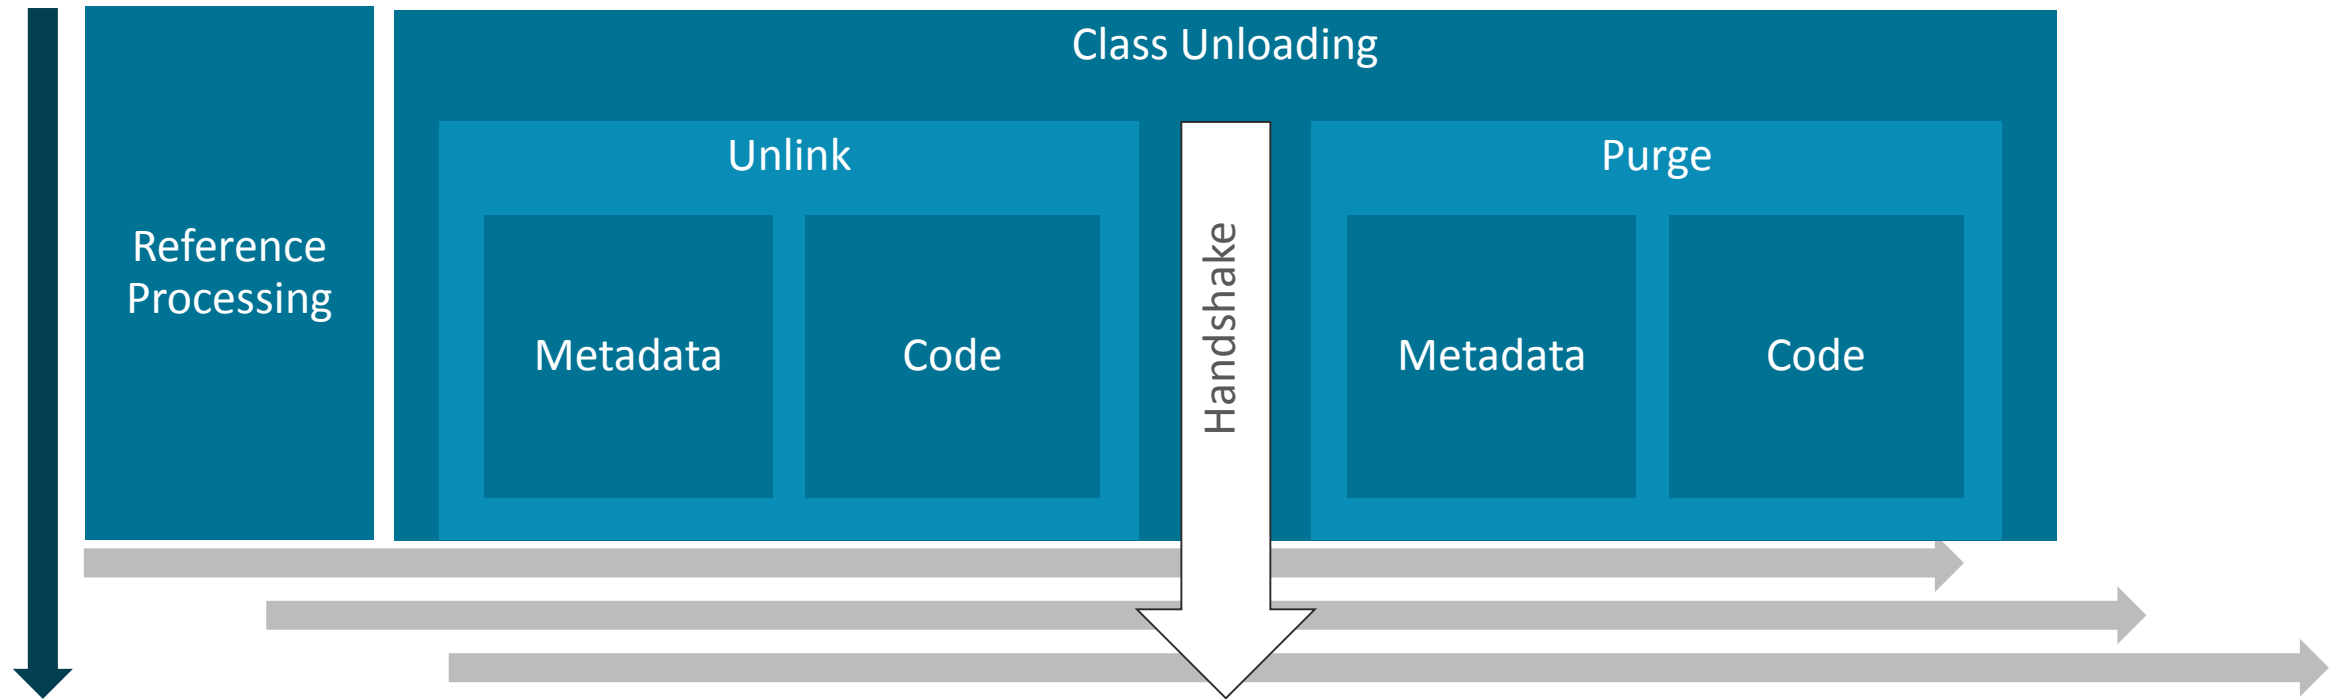 Class Unloading
Reference
Processing
Unlink
Metadata
Code
Handshake
Purge
Metadata
Code